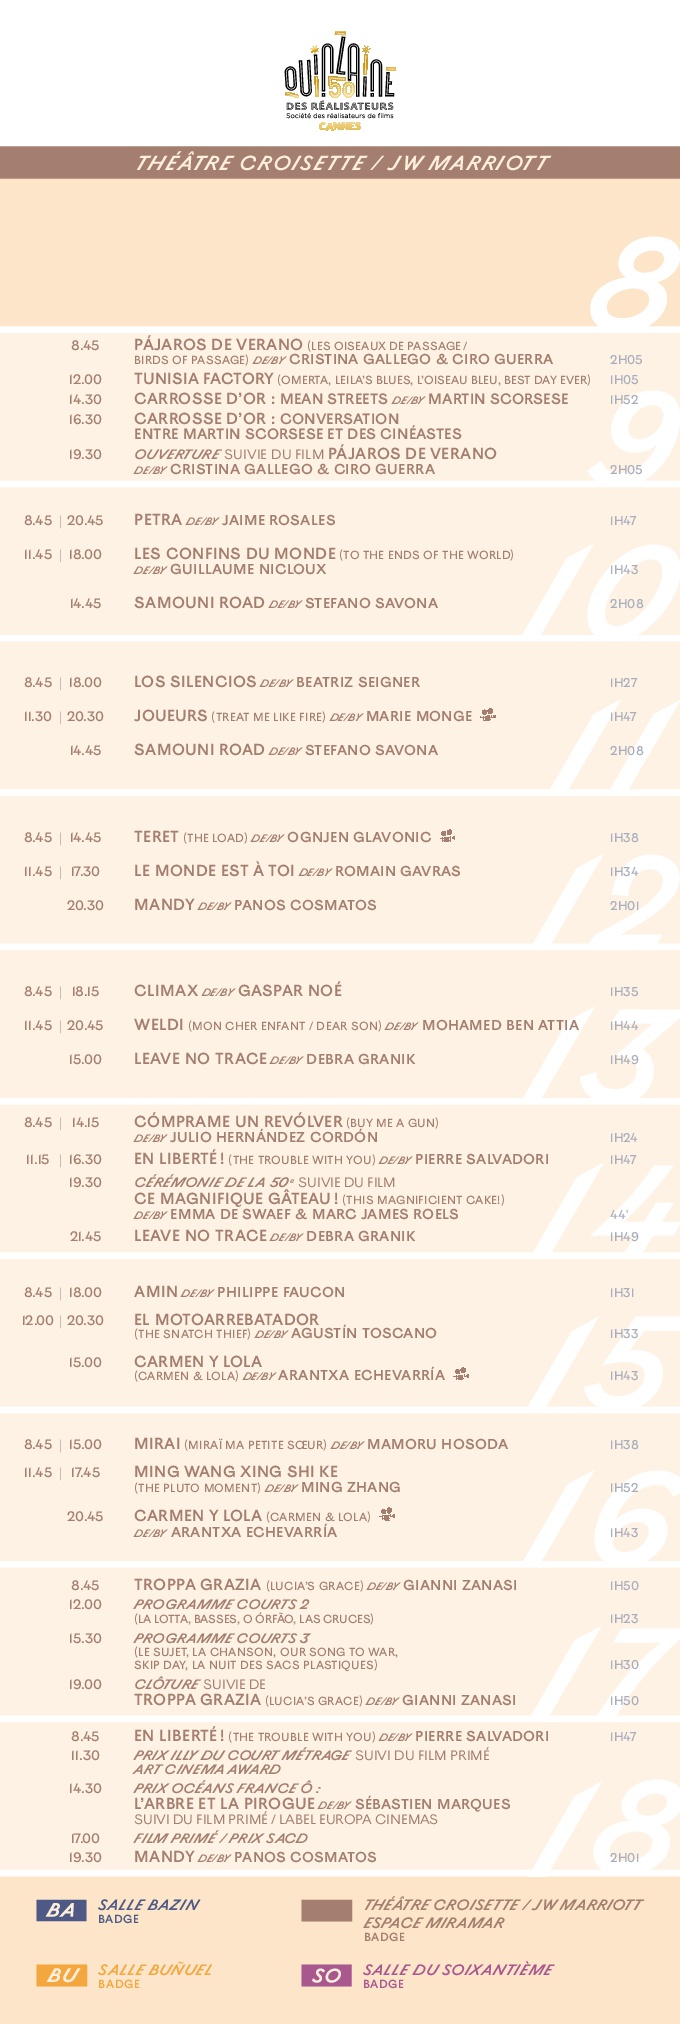 QUINZAINE
50
DES RÉALISATEURS
Société des réalisateurs de films
CANNES
THÉÂTRE CROISETTE / JW MARRIOTT
8
8.45 PÁJAROS DE VERANO (LES OISEAUX DE PASSAGE /
BIRDS OF PASSAGE) DE/BY CRISTINA GALLEGO & CIRO GUERRA 2H05
12.00 TUNISIA FACTORY (OMERTA, LEILA'S BLUES, L'OISEAU BLEU, BEST DAY EVER) 1H05
14.30 CARROSSE D'OR : MEAN STREETS DE/BY MARTIN SCORSESE 1H52
16.30 CARROSSE D'OR : CONVERSATION
ENTRE MARTIN SCORSESE ET DES CINÉASTES
9
19.30 OUVERTURE SUIVIE DU FILM PÁJAROS DE VERANO
DE/BY CRISTINA GALLEGO & CIRO GUERRA 2H05
8.45 | 20.45 PETRA DE/BY JAIME ROSALES 1H47
11.45 | 18.00 LES CONFINS DU MONDE (TO THE ENDS OF THE WORLD)
DE/BY GUILLAUME NICLOUX 1H43
10
14.45 SAMOUNI ROAD DE/BY STEFANO SAVONA 2H08
8.45 | 18.00 LOS SILENCIOS DE/BY BEATRIZ SEIGNER 1H27
11.30 | 20.30 JOUEURS (TREAT ME LIKE FIRE) DE/BY MARIE MONGE 1H47
11
14.45 SAMOUNI ROAD DE/BY STEFANO SAVONA 2H08
8.45 | 14.45 TERET (THE LOAD) DE/BY OGNJEN GLAVONIC 1H38
11.45 | 17.30 LE MONDE EST À TOI DE/BY ROMAIN GAVRAS 1H34
12
20.30 MANDY DE/BY PANOS COSMATOS 2H01
8.45 | 18.15 CLIMAX DE/BY GASPAR NOÉ 1H35
11.45 | 20.45 WELDI (MON CHER ENFANT / DEAR SON) DE/BY MOHAMED BEN ATTIA 1H44
13
15.00 LEAVE NO TRACE DE/BY DEBRA GRANIK 1H49
8.45 | 14.15 CÓMPRAME UN REVÓLVER (BUY ME A GUN)
DE/BY JULIO HERNÁNDEZ CORDÓN 1H24
11.15 | 16.30 EN LIBERTÉ ! (THE TROUBLE WITH YOU) DE/BY PIERRE SALVADORI 1H47
19.30 CÉRÉMONIE DE LA 50e SUIVIE DU FILM
CE MAGNIFIQUE GÂTEAU ! (THIS MAGNIFICIENT CAKE!)
14
DE/BY EMMA DE SWAEF & MARC JAMES ROELS 44'
21.45 LEAVE NO TRACE DE/BY DEBRA GRANIK 1H49
8.45 | 18.00 AMIN DE/BY PHILIPPE FAUCON 1H31
12.00 | 20.30 EL MOTOARREBATADOR
(THE SNATCH THIEF) DE/BY AGUSTÍN TOSCANO 1H33
15
15.00 CARMEN Y LOLA
(CARMEN & LOLA) DE/BY ARANTXA ECHEVARRÍA 1H43
8.45 | 15.00 MIRAI (MIRAÏ MA PETITE SŒUR) DE/BY MAMORU HOSODA 1H38
11.45 | 17.45 MING WANG XING SHI KE
(THE PLUTO MOMENT) DE/BY MING ZHANG 1H52
16
20.45 CARMEN Y LOLA (CARMEN & LOLA)
DE/BY ARANTXA ECHEVARRÍA 1H43
8.45 TROPPA GRAZIA (LUCIA'S GRACE) DE/BY GIANNI ZANASI 1H50
12.00 PROGRAMME COURTS 2
(LA LOTTA, BASSES, O ÓRFÃO, LAS CRUCES) 1H23
15.30 PROGRAMME COURTS 3
(LE SUJET, LA CHANSON, OUR SONG TO WAR,
SKIP DAY, LA NUIT DES SACS PLASTIQUES) 1H30
17
19.00 CLÔTURE SUIVIE DE
TROPPA GRAZIA (LUCIA'S GRACE) DE/BY GIANNI ZANASI 1H50
8.45 EN LIBERTÉ ! (THE TROUBLE WITH YOU) DE/BY PIERRE SALVADORI 1H47
11.30 PRIX ILLY DU COURT MÉTRAGE SUIVI DU FILM PRIMÉ
ART CINEMA AWARD
14.30 PRIX OCÉANS FRANCE Ô :
L'ARBRE ET LA PIROGUE DE/BY SÉBASTIEN MARQUES
SUIVI DU FILM PRIMÉ / LABEL EUROPA CINEMAS
18
17.00 FILM PRIMÉ / PRIX SACD
19.30 MANDY DE/BY PANOS COSMATOS 2H01
BA SALLE BAZIN
BADGE
THÉÂTRE CROISETTE / JW MARRIOTT
ESPACE MIRAMAR
BADGE
BU SALLE BUÑUEL
BADGE
SO SALLE DU SOIXANTIÈME
BADGE